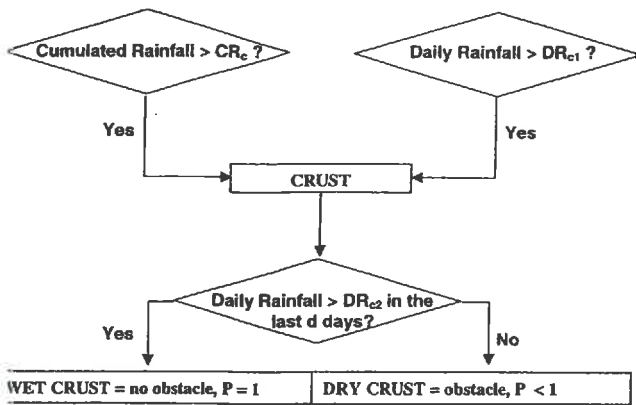 Cumulated Rainfall > CRc ?
Daily Rainfall > DRc1 ?
Yes
Yes
CRUST
Daily Rainfall > DRc2 in the
last d days?
Yes
No
WET CRUST = no obstacle, P = 1
DRY CRUST = obstacle, P < 1